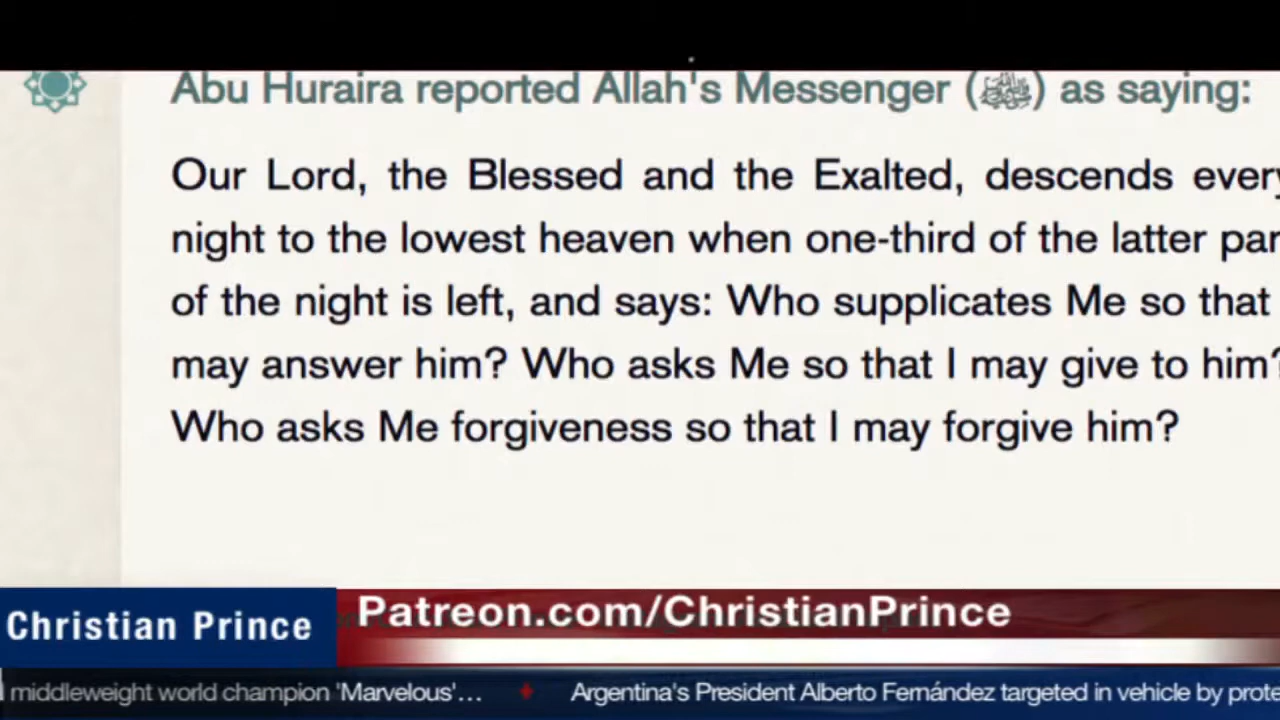 Abu Huraira reported Allah's Messenger (ﷺ) as saying:
Our Lord, the Blessed and the Exalted, descends every
night to the lowest heaven when one-third of the latter par
of the night is left, and says: Who supplicates Me so that
may answer him? Who asks Me so that I may give to him?
Who asks Me forgiveness so that I may forgive him?
Christian Prince
Patreon.com/ChristianPrince
middleweight world champion 'Marvelous'… ♦ Argentina's President Alberto Fernández targeted in vehicle by prote